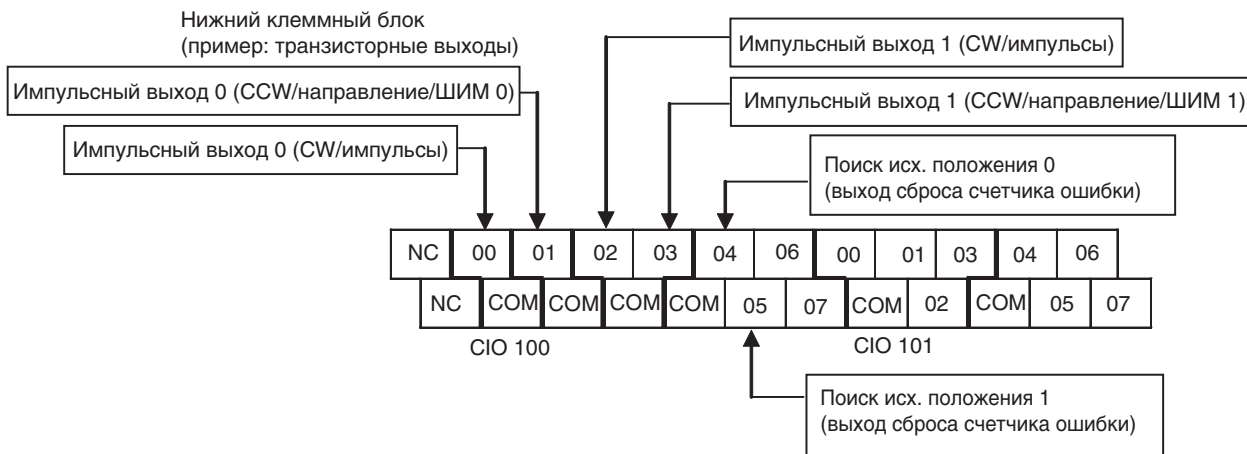 Нижний клеммный блок
(пример: транзисторные выходы)
Импульсный выход 1 (CW/импульсы)
Импульсный выход 0 (CCW/направление/ШИМ 0)
Импульсный выход 1 (CCW/направление/ШИМ 1)
Импульсный выход 0 (CW/импульсы)
Поиск исх. положения 0
(выход сброса счетчика ошибки)
NC 00 01 02 03 04 06 00 01 03 04 06
NC COM COM COM COM 05 07 COM 02 COM 05 07
CIO 100 CIO 101
Поиск исх. положения 1
(выход сброса счетчика ошибки)